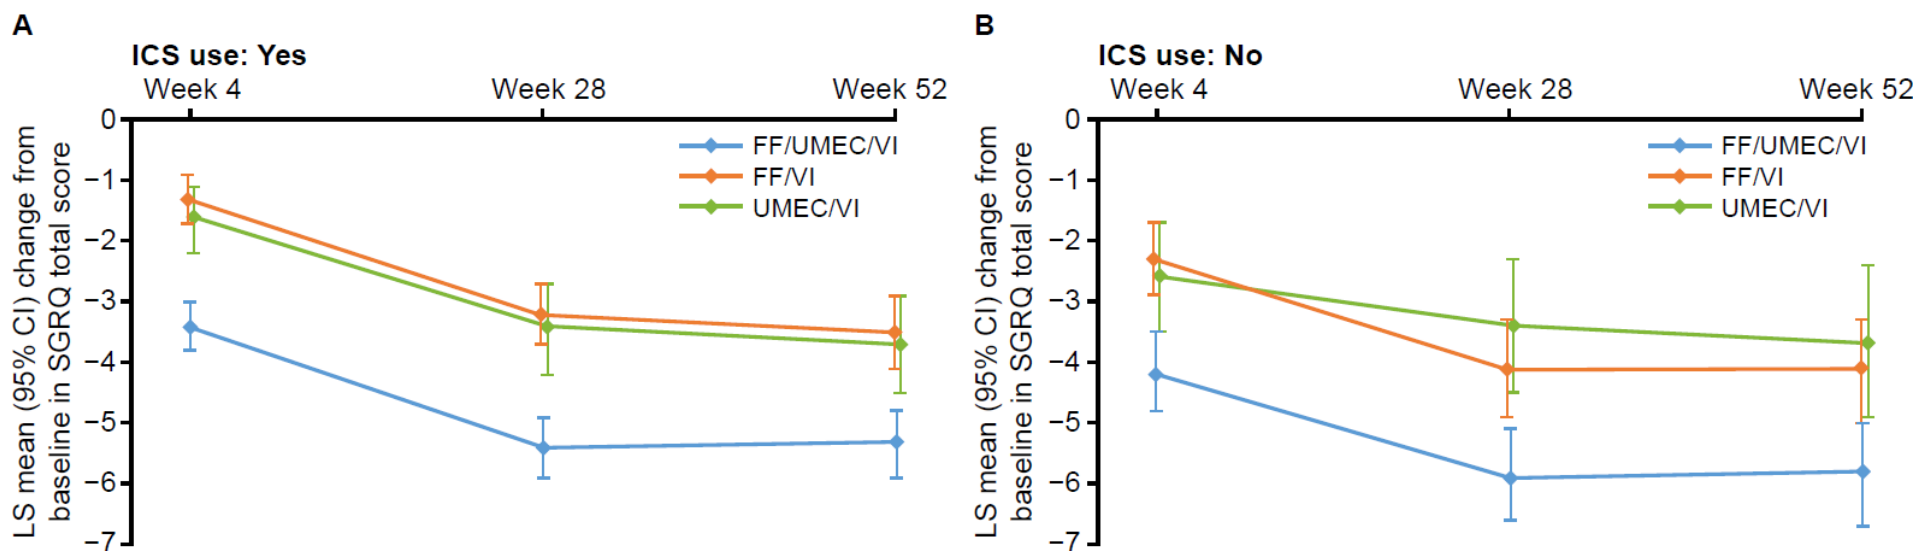 A
ICS use: Yes
Week 4 Week 28 Week 52
LS mean (95% CI) change from
baseline in SGRQ total score
0
−1
−2
−3
−4
−5
−6
−7
FF/UMEC/VI
FF/VI
UMEC/VI
B
ICS use: No
Week 4 Week 28 Week 52
LS mean (95% CI) change from
baseline in SGRQ total score
0
−1
−2
−3
−4
−5
−6
−7
FF/UMEC/VI
FF/VI
UMEC/VI